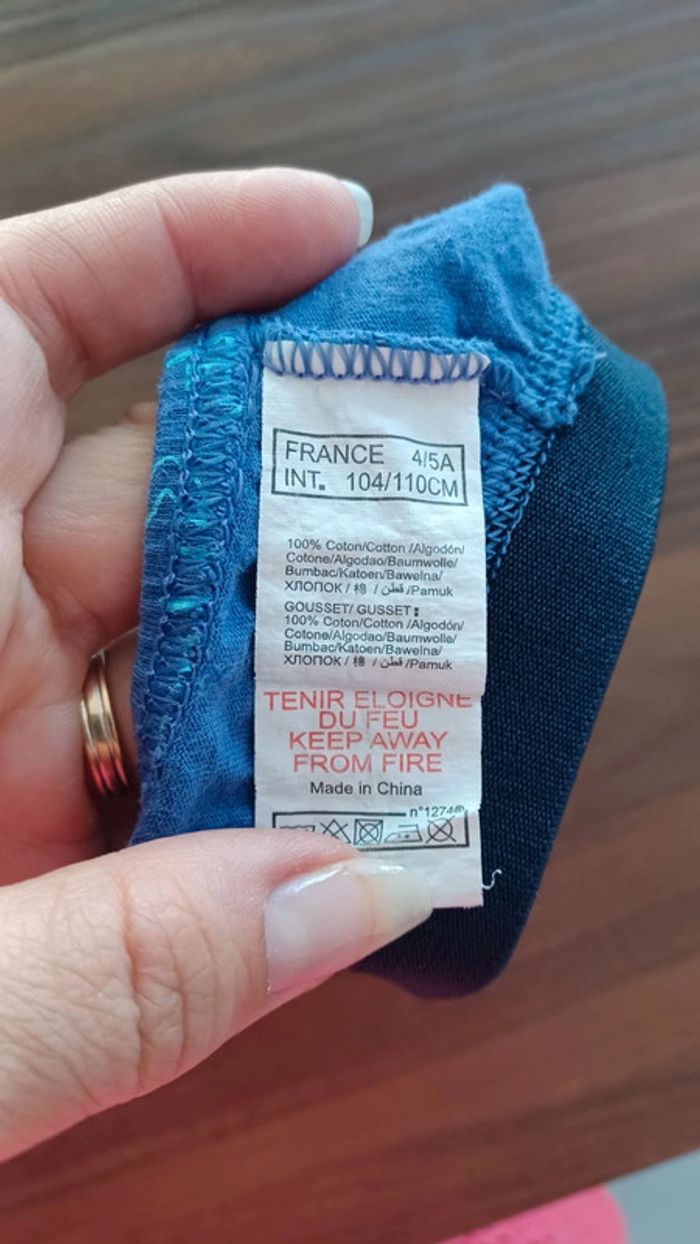 FRANCE 4/5A
INT. 104/110CM
100% Coton/Cotton /Algodón/
Cotone/Algodao/Baumwolle/
Bumbac/Katoen/Bawelna/
ХЛОПОК / 棉 / قطن /Pamuk
GOUSSET/ GUSSET :
100% Coton/Cotton /Algodón/
Cotone/Algodao/Baumwolle/
Bumbac/Katoen/Bawelna/
ХЛОПОК / 棉 / قطن /Pamuk
TENIR ELOIGNE
DU FEU
KEEP AWAY
FROM FIRE
Made in China
n°1274